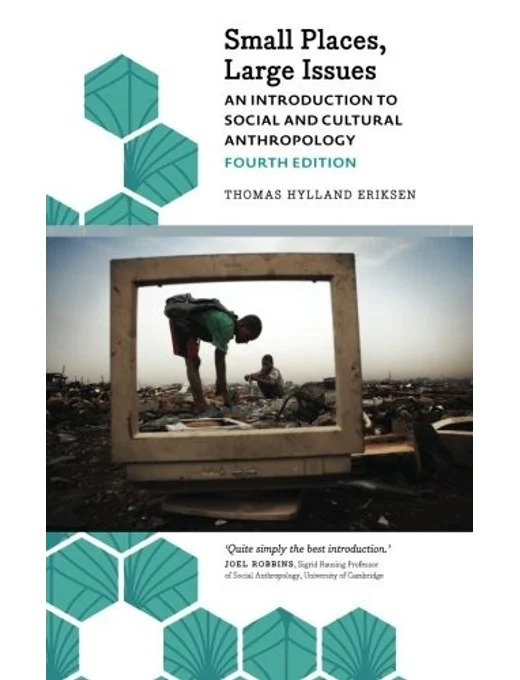 Small Places,
Large Issues
AN INTRODUCTION TO
SOCIAL AND CULTURAL
ANTHROPOLOGY
FOURTH EDITION
THOMAS HYLLAND ERIKSEN
‘Quite simply the best introduction.’
JOEL ROBBINS, Sigrid Rausing Professor
of Social Anthropology, University of Cambridge